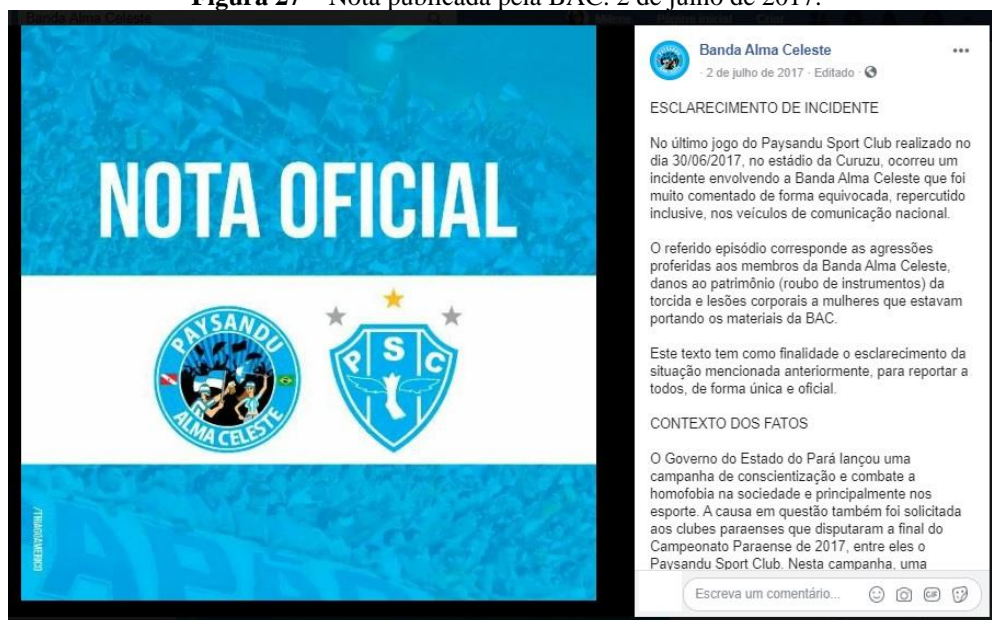 Figura 27 – Nota publicada pela BAC. 2 de julho de 2017.
Banda Alma Celeste
NOTA OFICIAL
PAYSANDU
ALMA CELESTE
PSC
/THIAGOAMERICO
Banda Alma Celeste
· 2 de julho de 2017 · Editado ·
ESCLARECIMENTO DE INCIDENTE
No último jogo do Paysandu Sport Club realizado no
dia 30/06/2017, no estádio da Curuzu, ocorreu um
incidente envolvendo a Banda Alma Celeste que foi
muito comentado de forma equivocada, repercutido
inclusive, nos veículos de comunicação nacional.
O referido episódio corresponde as agressões
proferidas aos membros da Banda Alma Celeste,
danos ao patrimônio (roubo de instrumentos) da
torcida e lesões corporais a mulheres que estavam
portando os materiais da BAC.
Este texto tem como finalidade o esclarecimento da
situação mencionada anteriormente, para reportar a
todos, de forma única e oficial.
CONTEXTO DOS FATOS
O Governo do Estado do Pará lançou uma
campanha de conscientização e combate a
homofobia na sociedade e principalmente nos
esporte. A causa em questão também foi solicitada
aos clubes paraenses que disputaram a final do
Campeonato Paraense de 2017, entre eles o
Paysandu Sport Club. Nesta campanha, uma
Escreva um comentário...
GIF